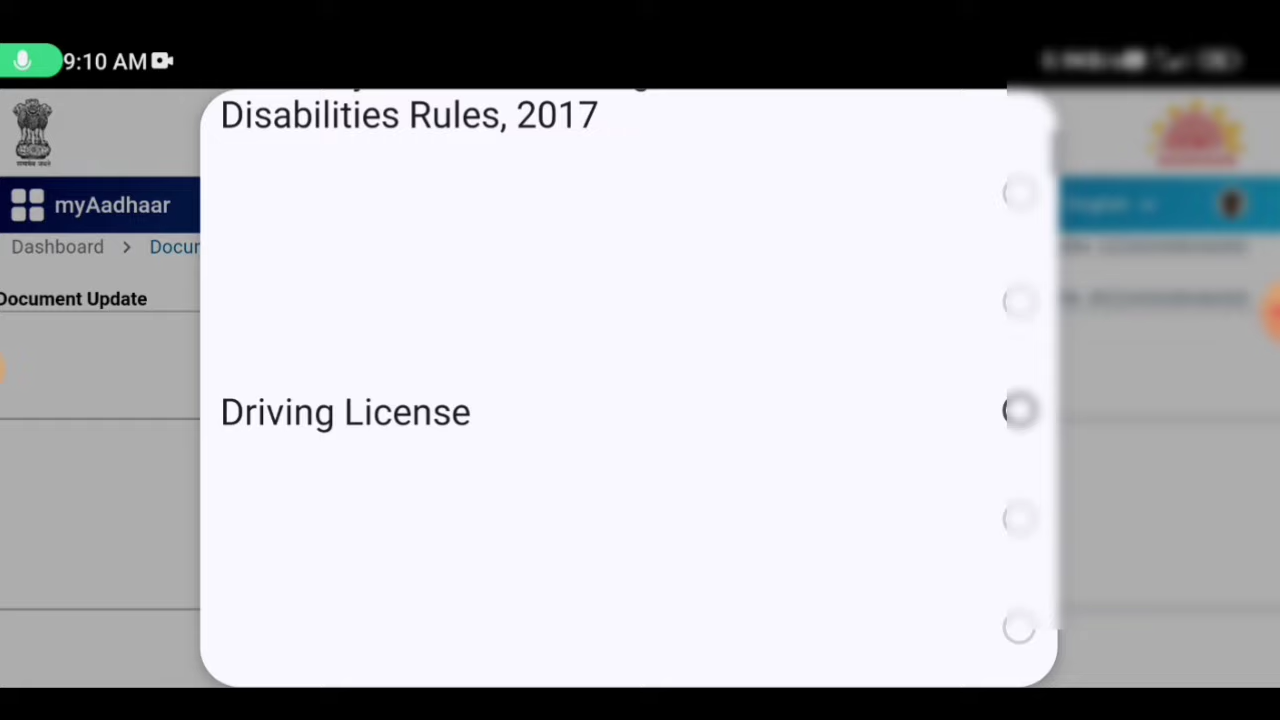 9:10 AM
Disabilities Rules, 2017
myAadhaar
Dashboard > Docu
Document Update
Driving License